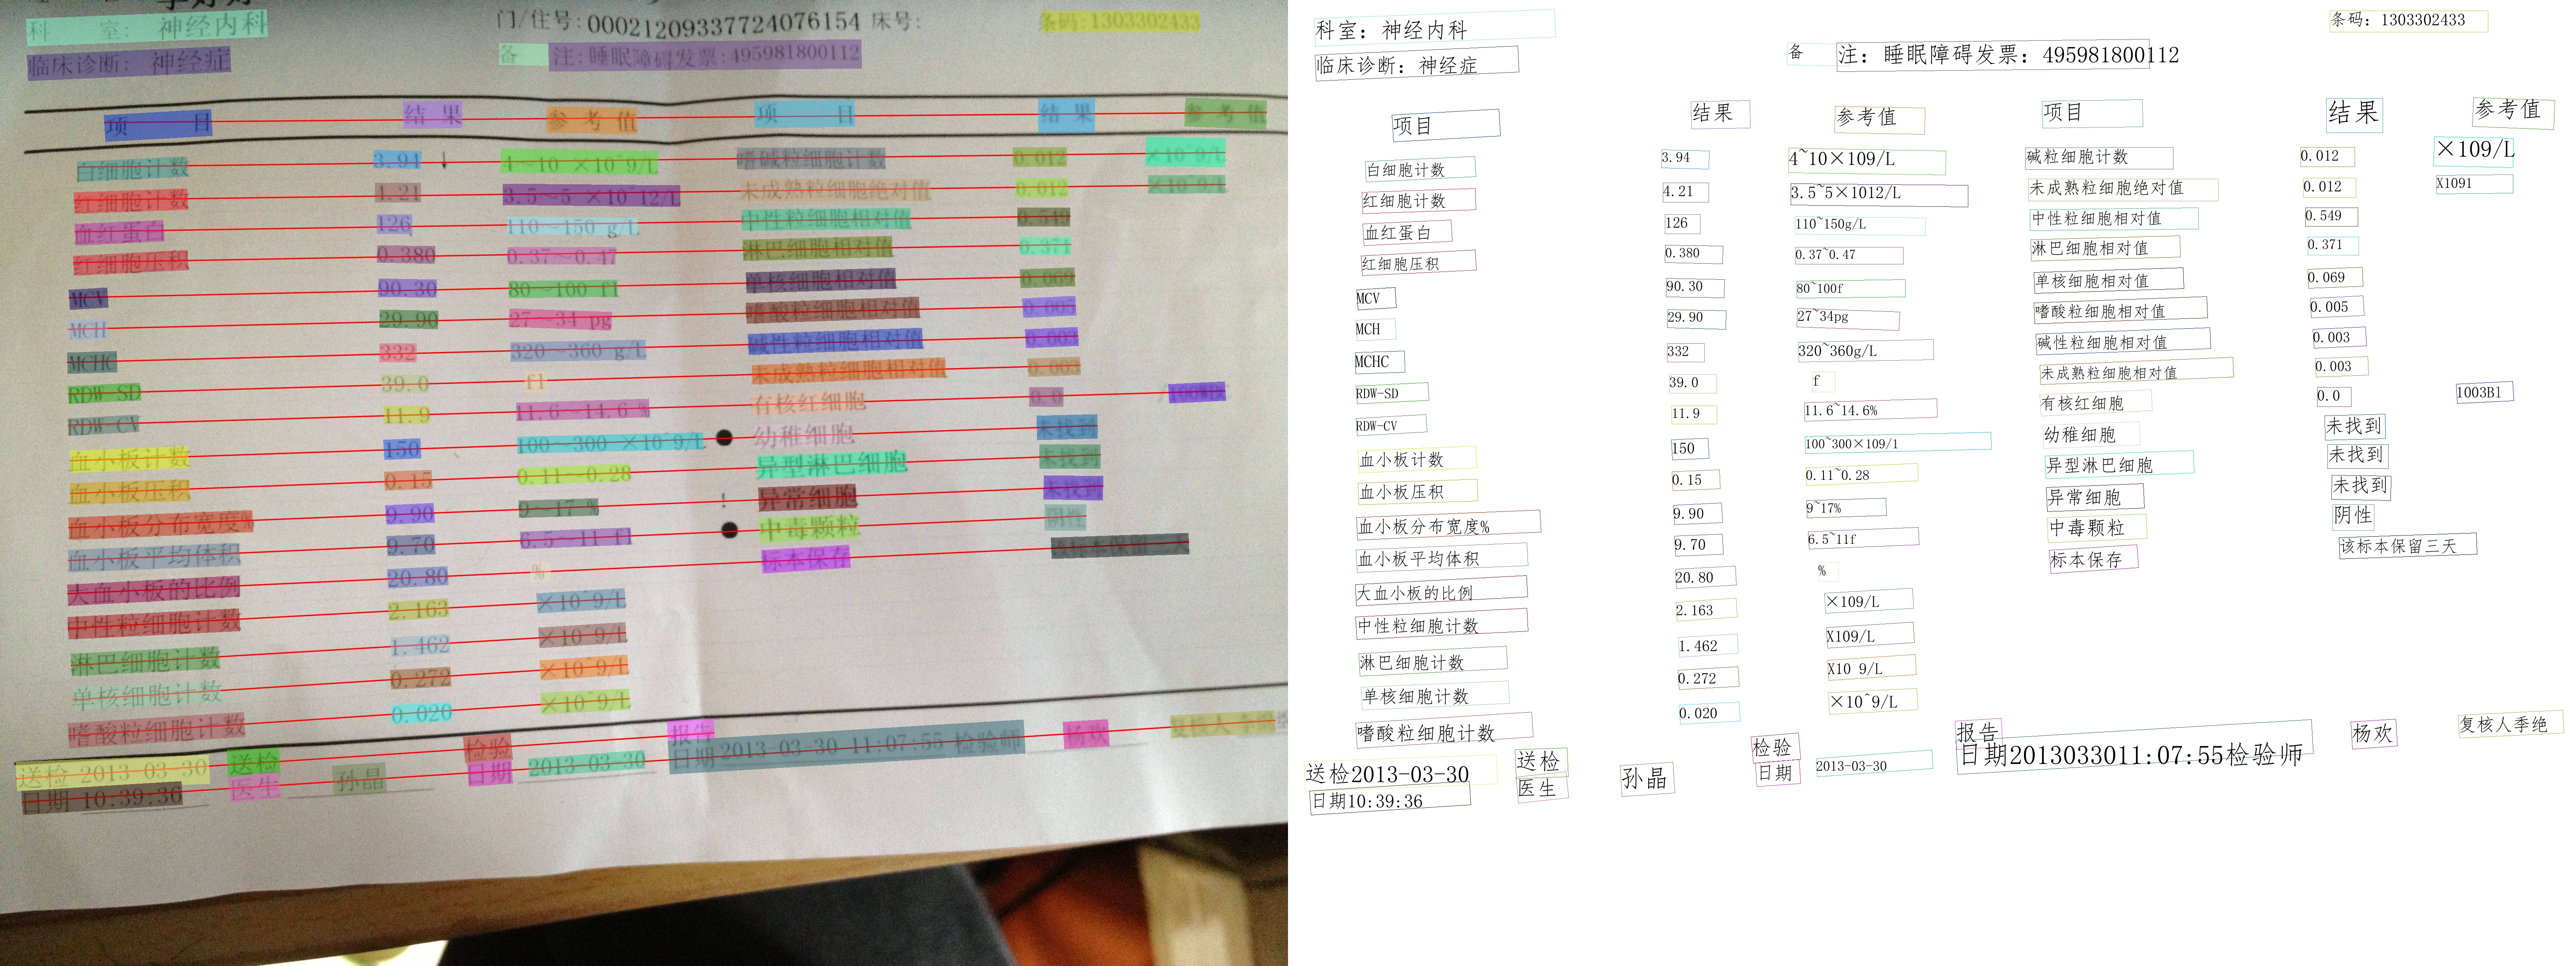 科 室: 神经内科 门/住号:000212093377240​76154 床号: 条码:1303302433
临床诊断: 神经症 备 注:睡眠障碍发票:495981800112
项 目 结 果 参 考 值 项 目 结 果 参 考 值
白细胞计数 3.94 ↓ 4~10 ×10^9/L 嗜碱粒细胞计数 0.012 ×10^9/L
红细胞计数 4.21 3.5~5 ×10^12/L 未成熟粒细胞绝对值 0.012
血红蛋白 126 110~150 g/L 中性粒细胞相对值 0.549
红细胞压积 0.380 0.37~0.47 淋巴细胞相对值 0.371
MCV 90.30 80~100 fl 单核细胞相对值 0.069
MCH 29.90 27~34 pg 嗜酸粒细胞相对值 0.005
MCHC 332 320~360 g/L 碱性粒细胞相对值 0.003
RDW-SD 39.0 fl 未成熟粒细胞相对值 0.003
RDW-CV 11.9 11.6~14.6 % 有核红细胞 0.0
血小板计数 150 100~300 ×10^9/L 幼稚细胞 未找到
血小板压积 0.15 0.11~0.28 异型淋巴细胞 未找到
血小板分布宽度% 9.90 9~17 % 异常细胞 未找到
血小板平均体积 9.70 6.5~11 fl 中毒颗粒 阴性
大血小板的比例 20.80 % 标本保存
中性粒细胞计数 2.163 ×10^9/L
淋巴细胞计数 1.462 ×10^9/L
单核细胞计数 0.272 ×10^9/L
嗜酸粒细胞计数 0.020 ×10^9/L
送检 2013-03-30 送检 孙晶 检验 2013-03-30 报告 2013-03-30 11:07:55 检验师 杨欢 复核人
日期 10:39:36 医生 日期 日期
科室: 神经内科 条码: 1303302433
临床诊断: 神经症 备 注: 睡眠障碍发票: 495981800112
项目 结果 参考值 项目 结果 参考值
白细胞计数 3.94 4~10×109/L 碱粒细胞计数 0.012 ×109/L
红细胞计数 4.21 3.5~5×1012/L 未成熟粒细胞绝对值 0.012 X1091
血红蛋白 126 110~150g/L 中性粒细胞相对值 0.549
红细胞压积 0.380 0.37~0.47 淋巴细胞相对值 0.371
MCV 90.30 80~100f 单核细胞相对值 0.069
MCH 29.90 27~34pg 嗜酸粒细胞相对值 0.005
MCHC 332 320~360g/L 碱性粒细胞相对值 0.003
RDW-SD 39.0 f 未成熟粒细胞相对值 0.003
RDW-CV 11.9 11.6~14.6% 有核红细胞 0.0 1003B1
血小板计数 150 100~300×109/1 幼稚细胞 未找到
血小板压积 0.15 0.11~0.28 异型淋巴细胞 未找到
血小板分布宽度% 9.90 9~17% 异常细胞 未找到
血小板平均体积 9.70 6.5~11f 中毒颗粒 阴性
大血小板的比例 20.80 % 标本保存 该标本保留三天
中性粒细胞计数 2.163 ×109/L
淋巴细胞计数 1.462 X109/L
单核细胞计数 0.272 X10 9/L
嗜酸粒细胞计数 0.020 ×10^9/L
送检2013-03-30 送检 孙晶 检验 2013-03-30 报告 杨欢 复核人季绝
日期10:39:36 医生 日期 日期2013033011:07:55检验师